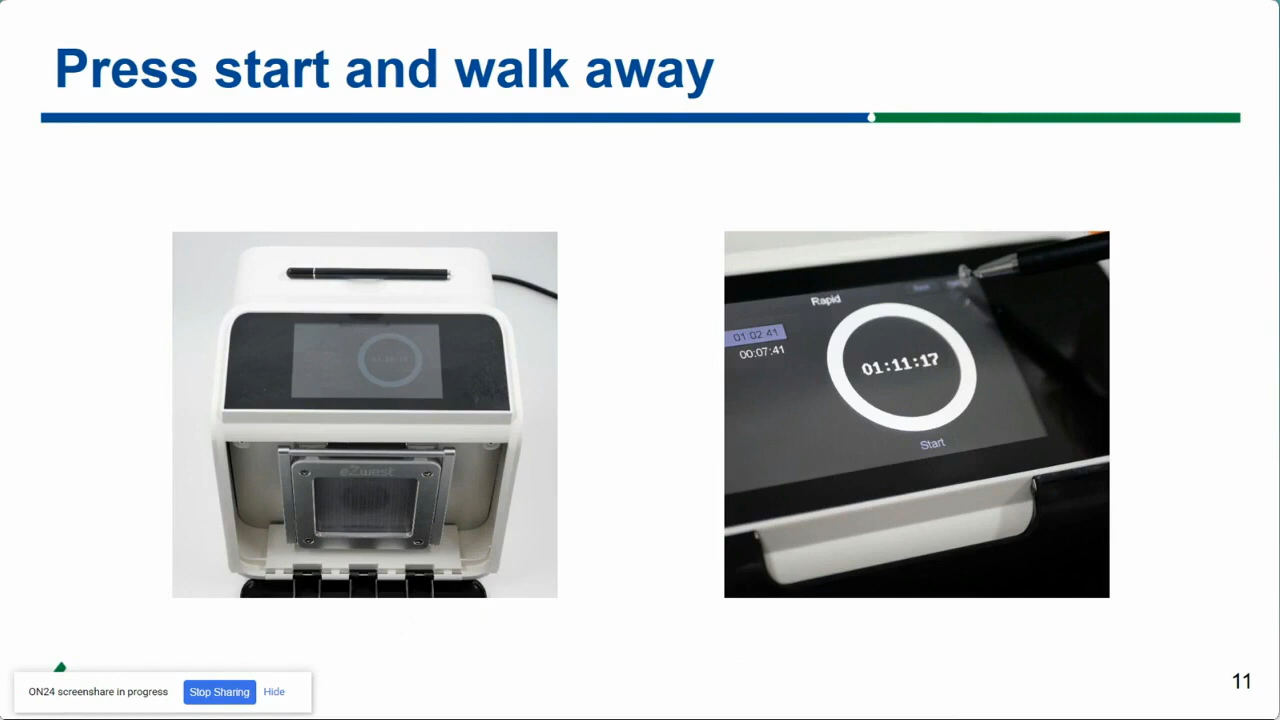 Press start and walk away
eZwest
Rapid
01:02:41
00:07:41
01:11:17
Start
ON24 screenshare in progress
Stop Sharing
Hide
11